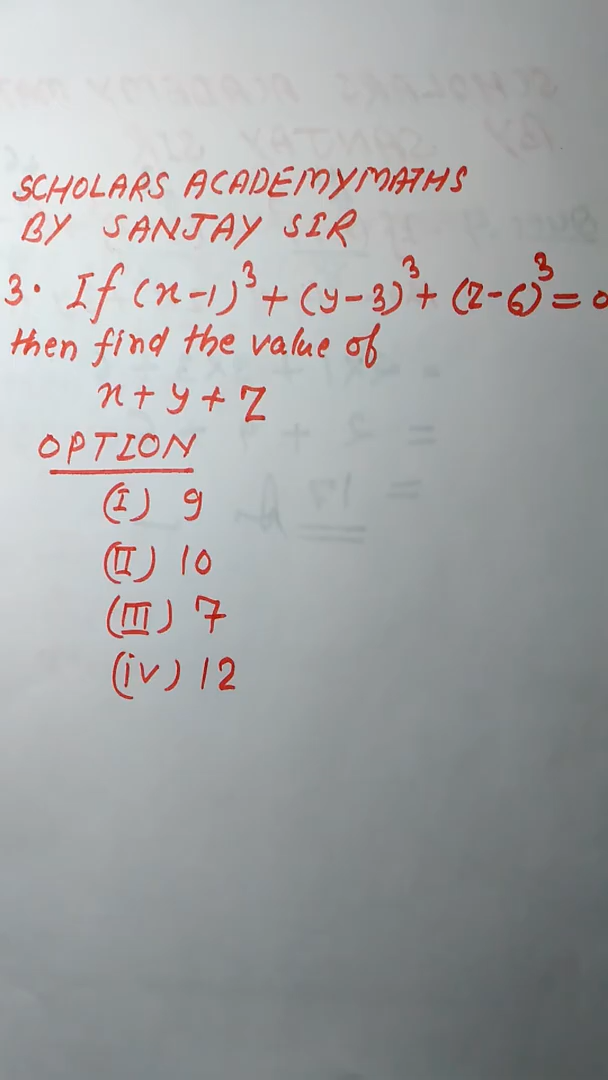 SCHOLARS ACADEMYMATHS
BY SANJAY SIR
3. If (x-1)³+(y-3)³+(z-6)³=0
then find the value of
x+y+z
OPTION
(I) 9
(II) 10
(III) 7
(iv) 12